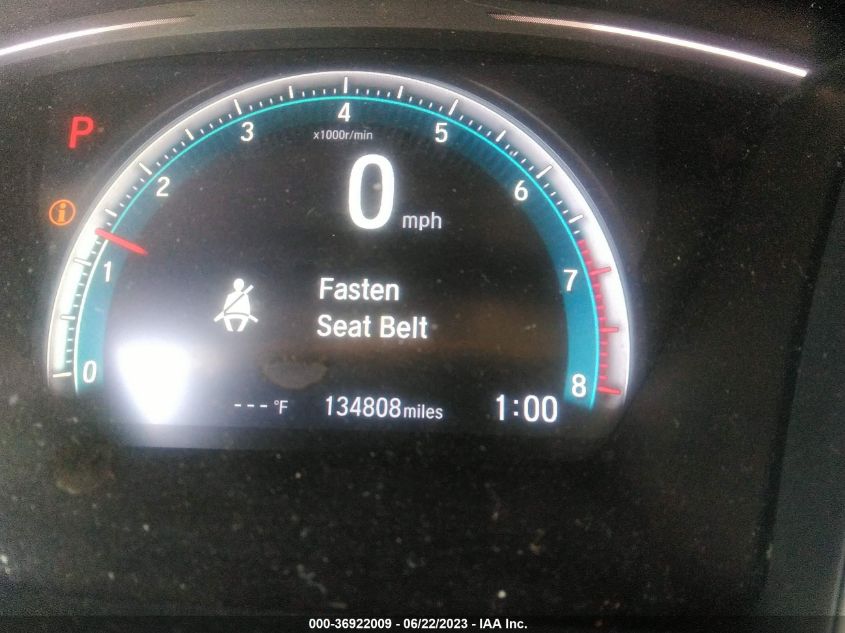 4
3
5
x1000r/min
P
2
6
0 mph
i
1
7
Fasten
Seat Belt
0
8
---°F 134808 miles 1:00
000-36922009 - 06/22/2023 - IAA Inc.